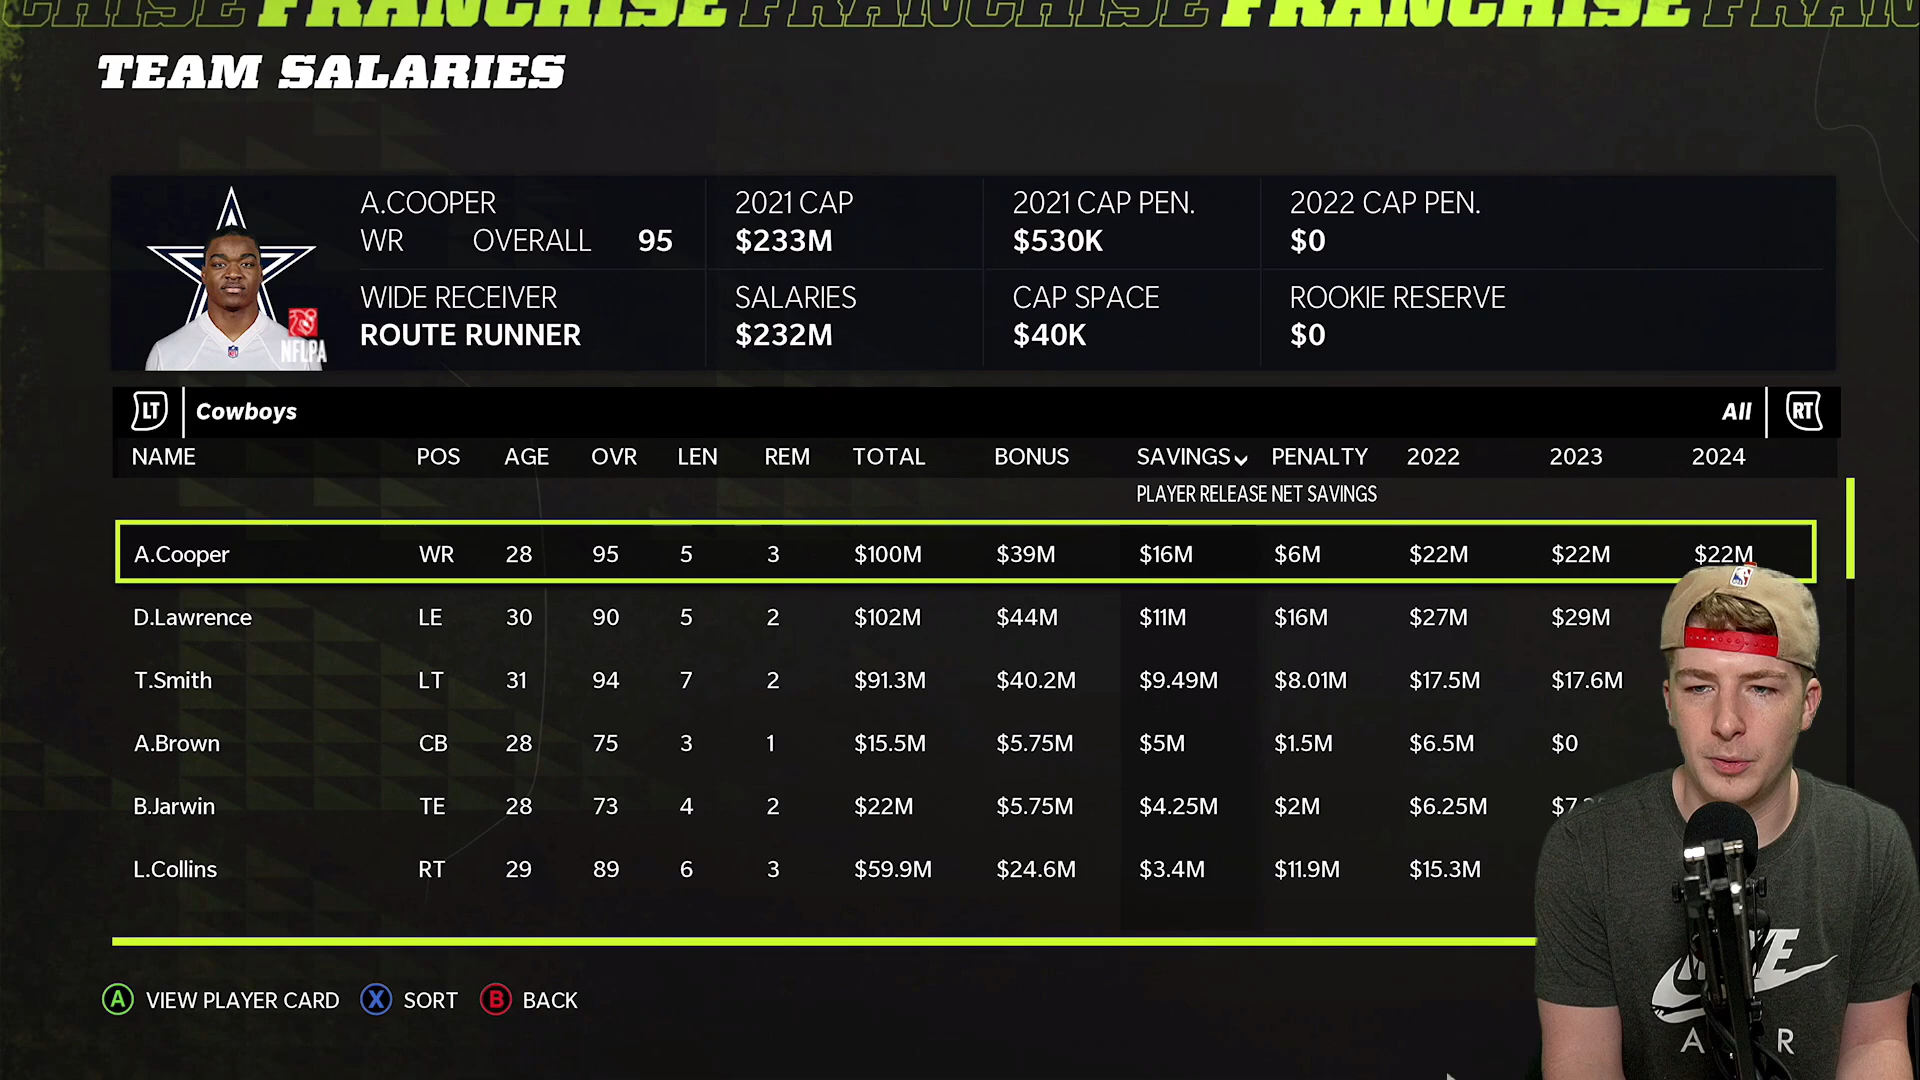 CHISE FRANCHISE FRANCHISE FRANCHISE FRAN
TEAM SALARIES
A.COOPER
WR OVERALL 95
WIDE RECEIVER
ROUTE RUNNER
NFLPA
2021 CAP
$233M
SALARIES
$232M
2021 CAP PEN.
$530K
CAP SPACE
$40K
2022 CAP PEN.
$0
ROOKIE RESERVE
$0
LT Cowboys All RT
NAME POS AGE OVR LEN REM TOTAL BONUS SAVINGS PENALTY 2022 2023 2024
PLAYER RELEASE NET SAVINGS
A.Cooper WR 28 95 5 3 $100M $39M $16M $6M $22M $22M $22M
D.Lawrence LE 30 90 5 2 $102M $44M $11M $16M $27M $29M
T.Smith LT 31 94 7 2 $91.3M $40.2M $9.49M $8.01M $17.5M $17.6M
A.Brown CB 28 75 3 1 $15.5M $5.75M $5M $1.5M $6.5M $0
B.Jarwin TE 28 73 4 2 $22M $5.75M $4.25M $2M $6.25M
L.Collins RT 29 89 6 3 $59.9M $24.6M $3.4M $11.9M $15.3M
A VIEW PLAYER CARD X SORT B BACK